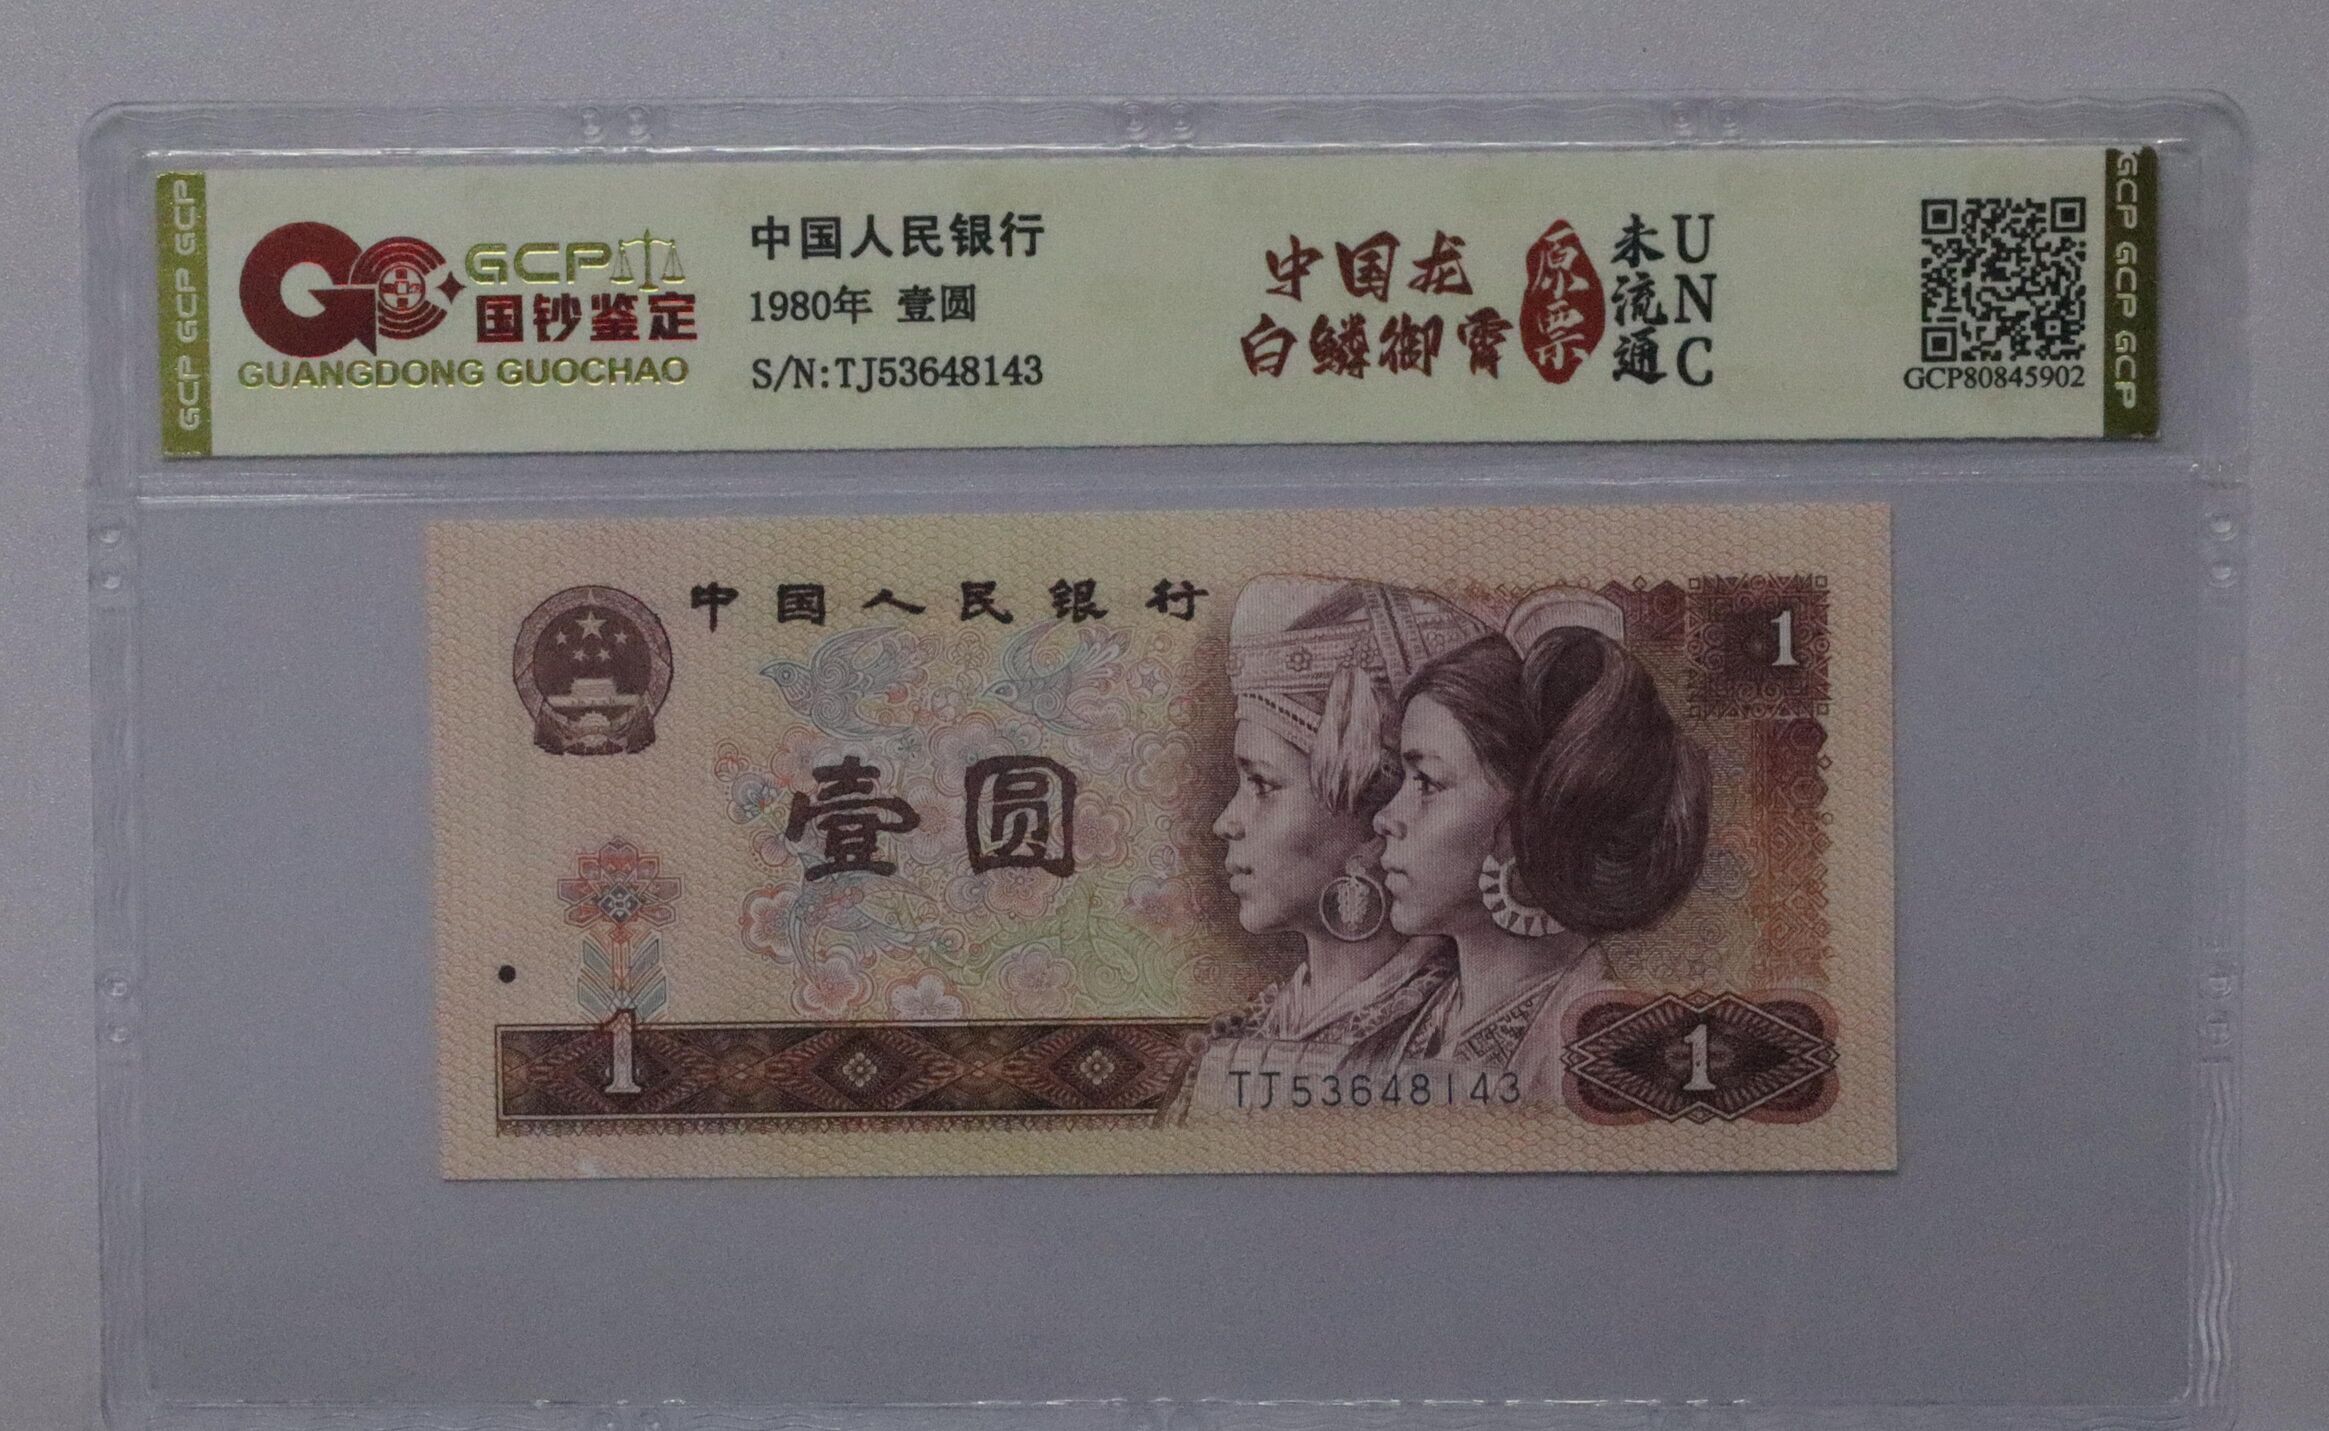 GCP GCP GCP
GCP
国钞鉴定
GUANGDONG GUOCHAO
中国人民银行
1980年 壹圆
S/N:TJ53648143
中国龙
白鳞御霄
原票
未流通
UNC
GCP80845902
GCP GCP GCP
中国人民银行
1
壹圆
1
1
TJ53648143